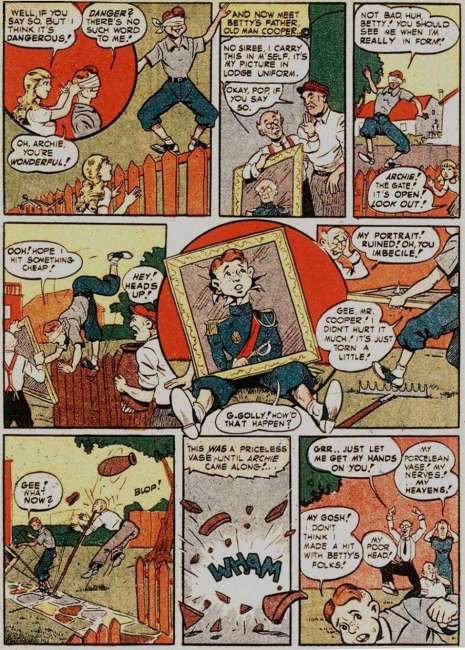 WELL, IF YOU
SAY SO. BUT I
THINK IT'S
DANGEROUS!
DANGER?
THERE'S NO
SUCH WORD
TO ME!
OH, ARCHIE,
YOU'RE
WONDERFUL!
AND NOW MEET
BETTY'S FATHER,
OLD MAN COOPER...
NO SIREE, I CARRY
THIS IN M'SELF. IT'S
MY PICTURE IN
LODGE UNIFORM.
OKAY, POP, IF
YOU SAY
SO.
NOT BAD, HUH,
BETTY? YOU SHOULD
SEE ME WHEN I'M
REALLY IN FORM!
ARCHIE!
THE GATE!
IT'S OPEN!
LOOK OUT!
OOH! HOPE I
HIT SOMETHING
CHEAP!
HEY!
HEADS
UP!
G-GOLLY! HOW'D
THAT HAPPEN?
MY PORTRAIT!
RUINED! OH, YOU
IMBECILE!
GEE, MR.
COOPER! I
DIDN'T HURT IT
MUCH! IT'S JUST
TORN A
LITTLE!
GEE!
WHAT
NOW?
BLOP!
THIS WAS A PRICELESS
VASE-UNTIL ARCHIE
CAME ALONG!..
WHAM
GRR.. JUST LET
ME GET MY HANDS
ON YOU!
MY
PORCELEAN
VASE! MY
NERVES!
MY
HEAVENS!
MY GOSH!
I DON'T
THINK I
MADE A HIT
WITH BETTY'S
FOLKS!
MY
POOR
HEAD!